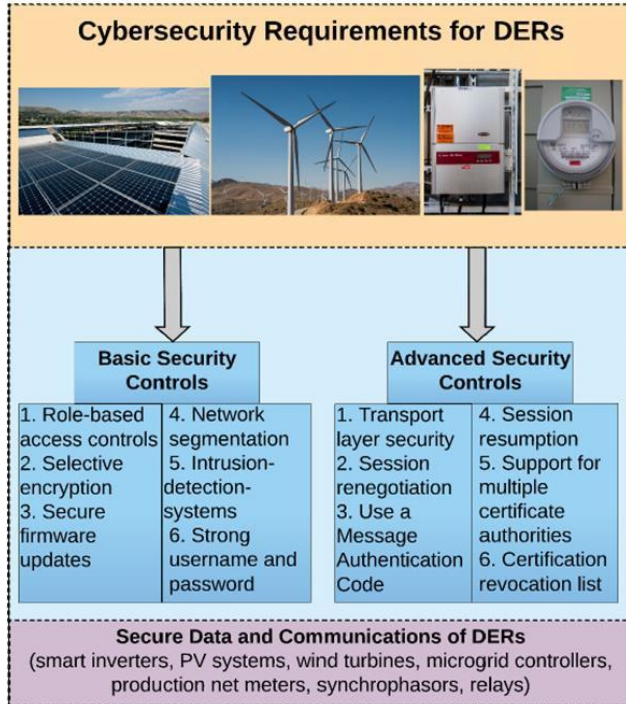 Cybersecurity Requirements for DERs
Basic Security
Controls
1. Role-based
access controls
2. Selective
encryption
3. Secure
firmware
updates
4. Network
segmentation
5. Intrusion-
detection-
systems
6. Strong
username and
password
Advanced Security
Controls
1. Transport
layer security
2. Session
renegotiation
3. Use a
Message
Authentication
Code
4. Session
resumption
5. Support for
multiple
certificate
authorities
6. Certification
revocation list
Secure Data and Communications of DERs
(smart inverters, PV systems, wind turbines, microgrid controllers,
production net meters, synchrophasors, relays)